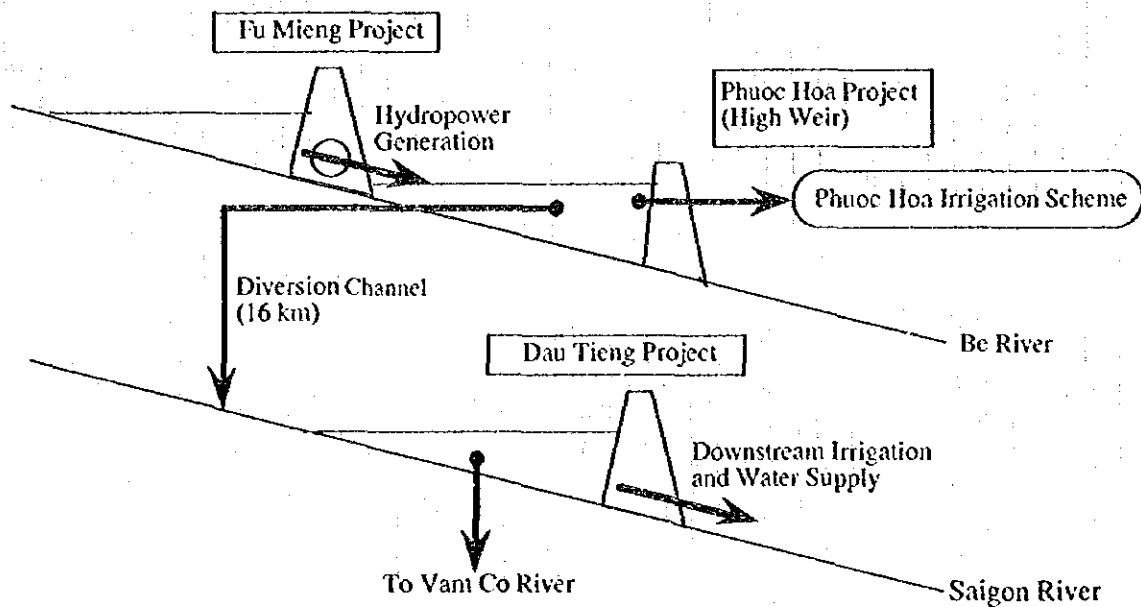 Fu Mieng Project
Hydropower
Generation
Phuoc Hoa Project
(High Weir)
Phuoc Hoa Irrigation Scheme
Diversion Channel
(16 km)
Be River
Dau Tieng Project
Downstream Irrigation
and Water Supply
To Vam Co River
Saigon River